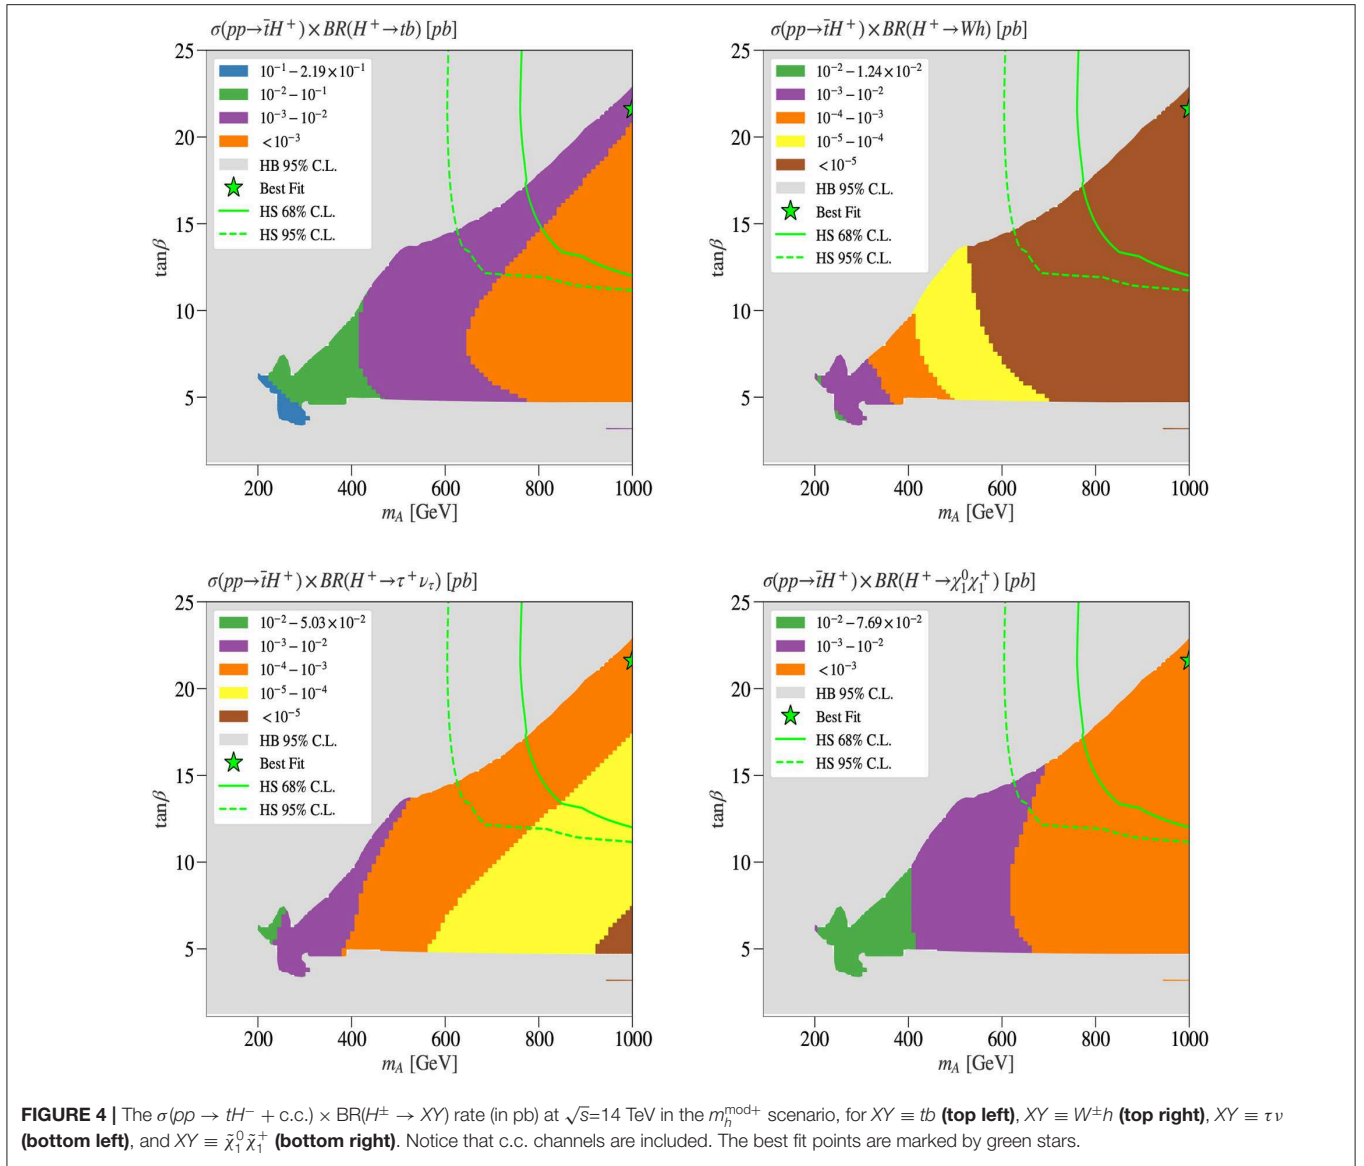 σ(pp→t̄H⁺)×BR(H⁺→tb) [pb]
25
20
15
10
5
tanβ
10⁻¹−2.19×10⁻¹
10⁻²−10⁻¹
10⁻³−10⁻²
<10⁻³
HB 95% C.L.
Best Fit
HS 68% C.L.
HS 95% C.L.
200 400 600 800 1000
m_A [GeV]
σ(pp→t̄H⁺)×BR(H⁺→Wh) [pb]
25
20
15
10
5
tanβ
10⁻²−1.24×10⁻²
10⁻³−10⁻²
10⁻⁴−10⁻³
10⁻⁵−10⁻⁴
<10⁻⁵
HB 95% C.L.
Best Fit
HS 68% C.L.
HS 95% C.L.
200 400 600 800 1000
m_A [GeV]
σ(pp→t̄H⁺)×BR(H⁺→τ⁺ν_τ) [pb]
25
20
15
10
5
tanβ
10⁻²−5.03×10⁻²
10⁻³−10⁻²
10⁻⁴−10⁻³
10⁻⁵−10⁻⁴
<10⁻⁵
HB 95% C.L.
Best Fit
HS 68% C.L.
HS 95% C.L.
200 400 600 800 1000
m_A [GeV]
σ(pp→t̄H⁺)×BR(H⁺→χ₁⁰χ₁⁺) [pb]
25
20
15
10
5
tanβ
10⁻²−7.69×10⁻²
10⁻³−10⁻²
<10⁻³
HB 95% C.L.
Best Fit
HS 68% C.L.
HS 95% C.L.
200 400 600 800 1000
m_A [GeV]
FIGURE 4 | The σ(pp → tH⁻ + c.c.) × BR(H± → XY) rate (in pb) at √s=14 TeV in the m_h^mod+ scenario, for XY ≡ tb (top left), XY ≡ W±h (top right), XY ≡ τν
(bottom left), and XY ≡ χ̃₁⁰χ̃₁⁺ (bottom right). Notice that c.c. channels are included. The best fit points are marked by green stars.